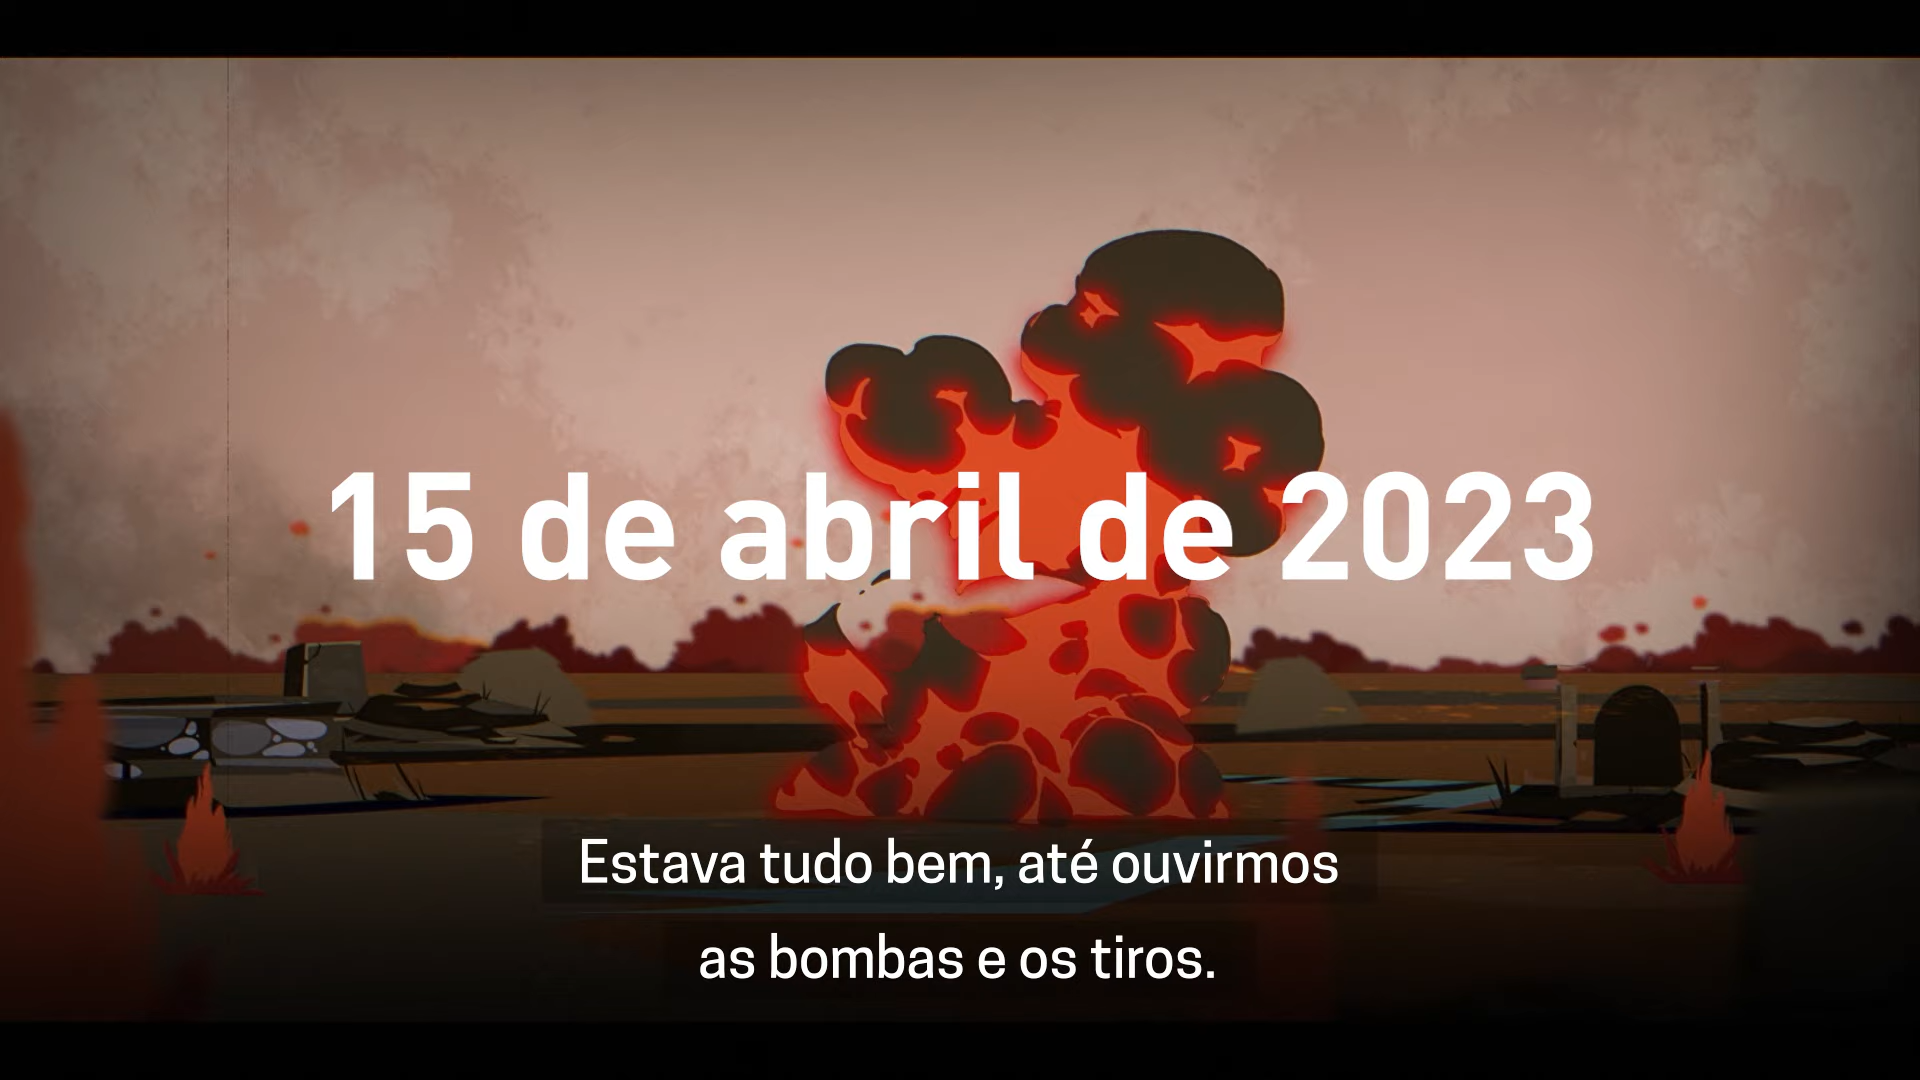 15 de abril de 2023
Estava tudo bem, até ouvirmos
as bombas e os tiros.